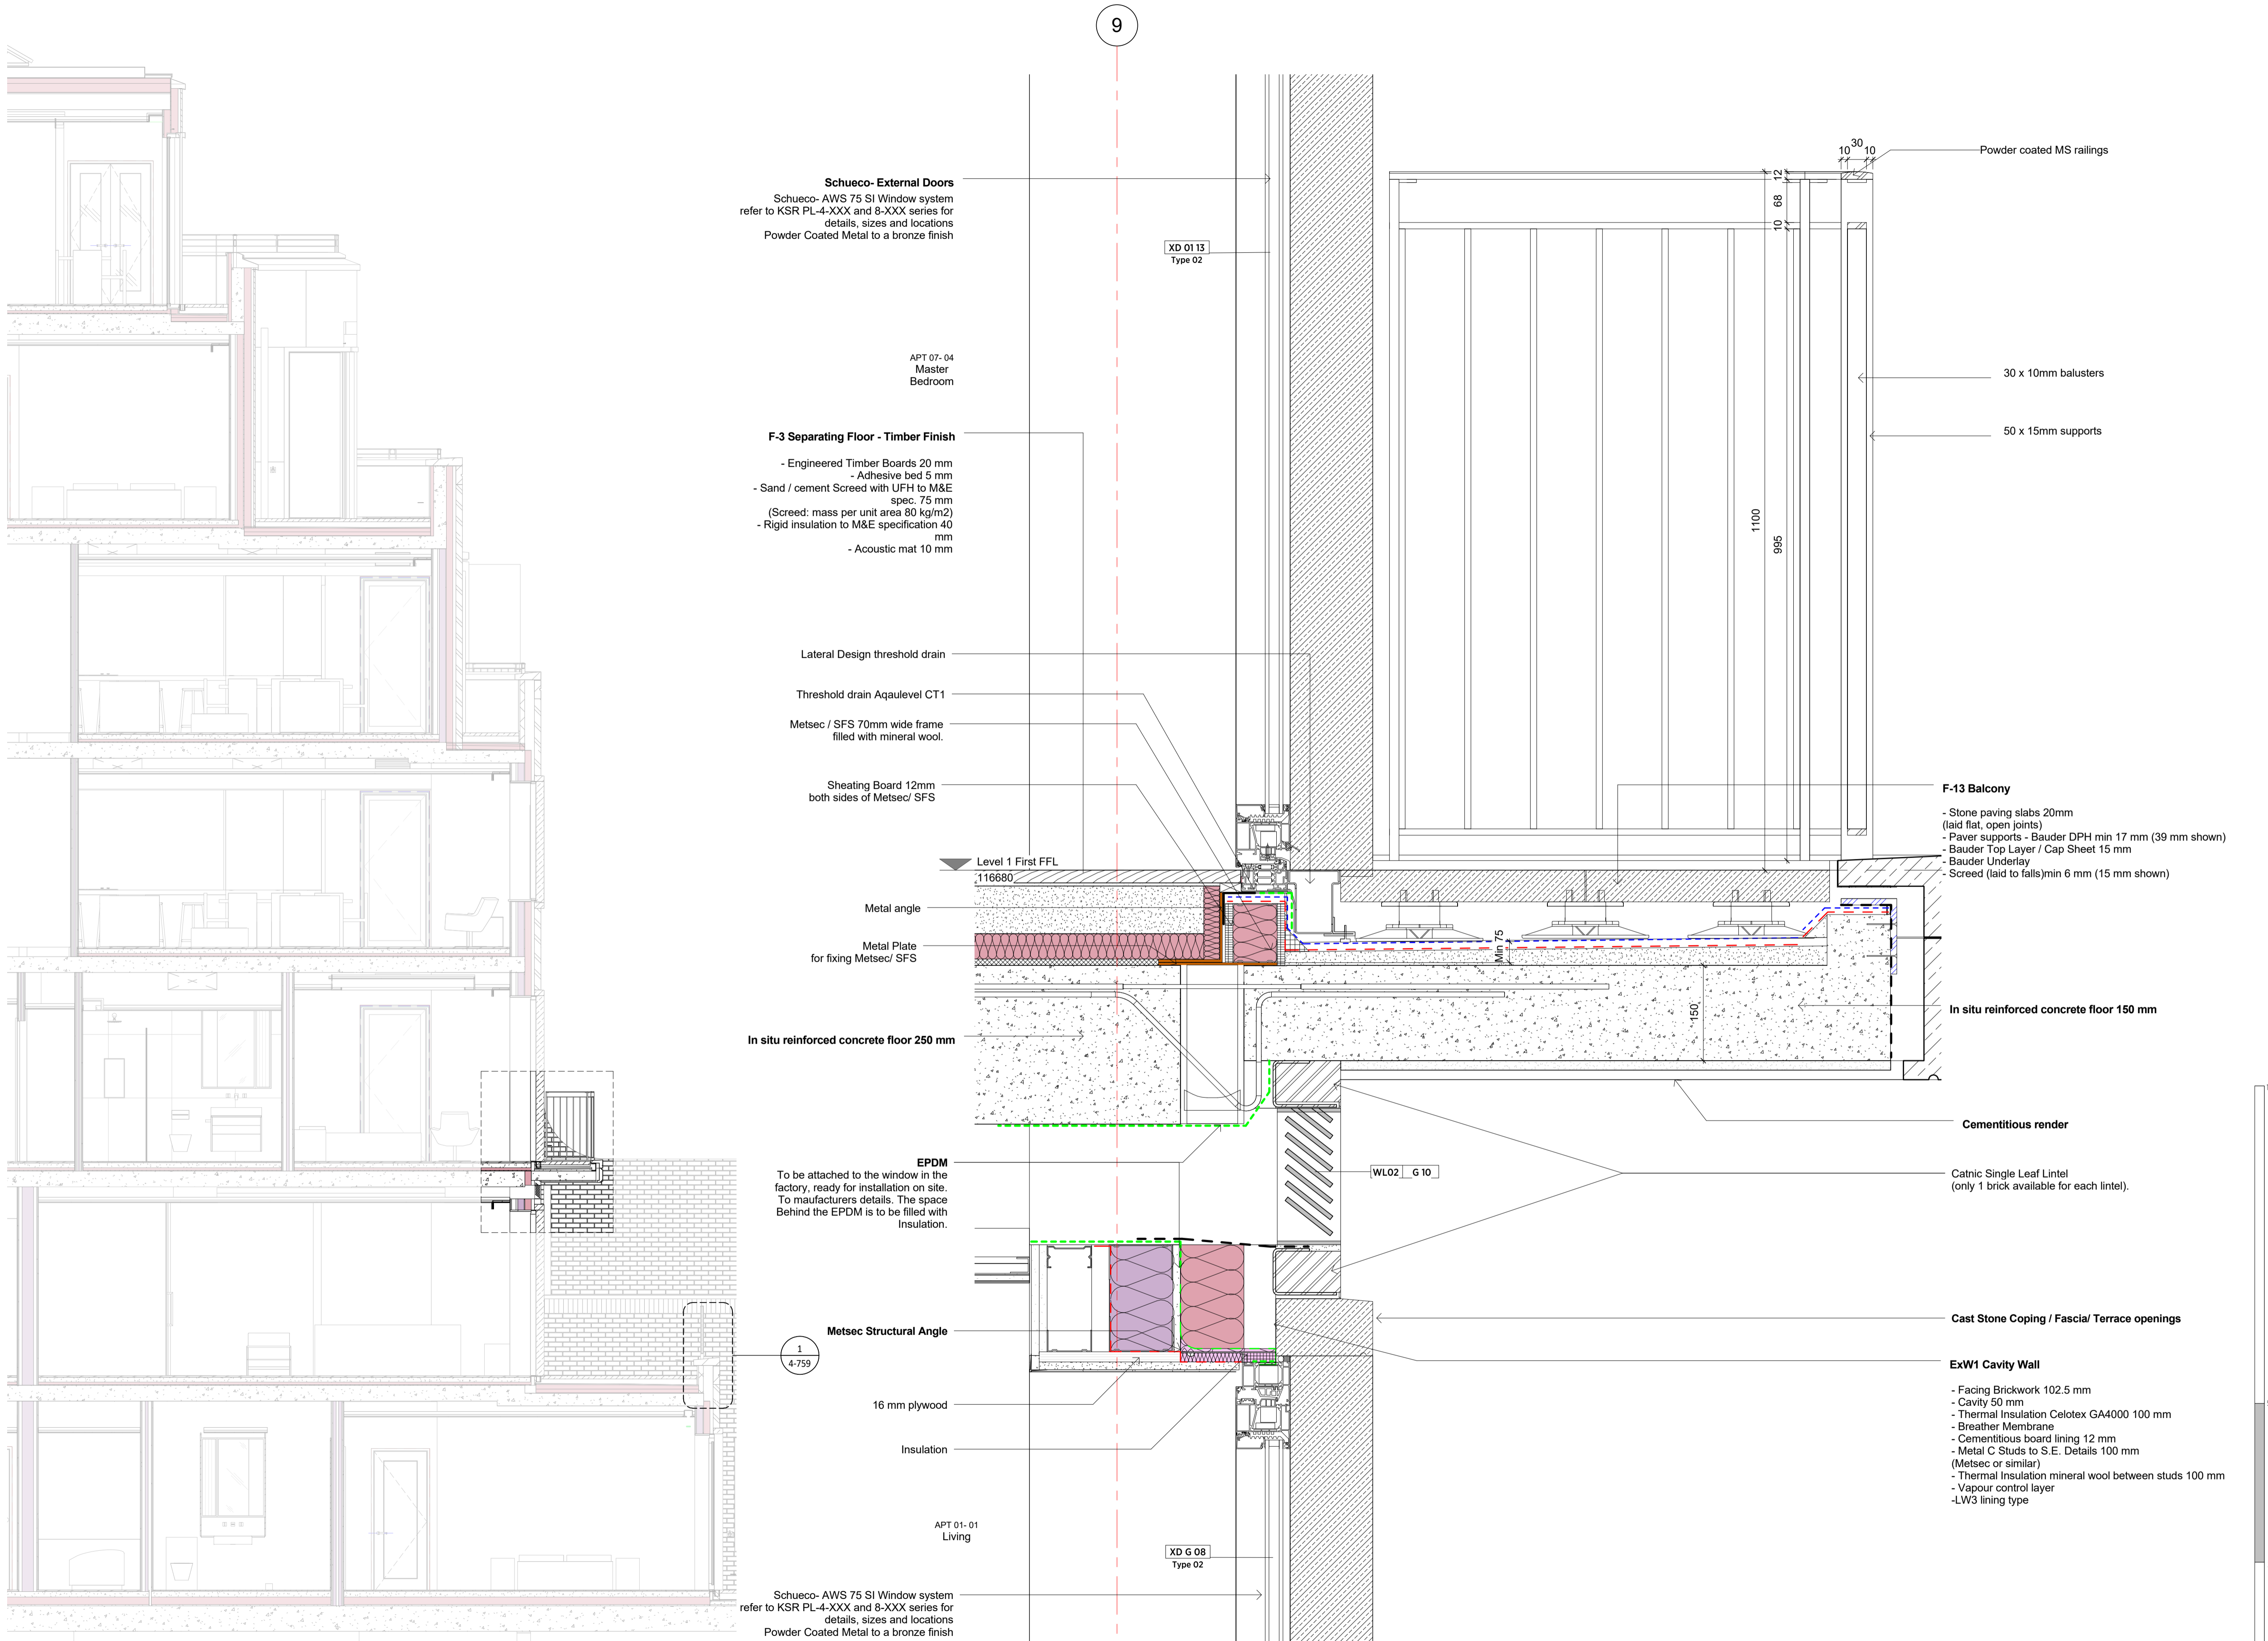 9
Schueco- External Doors
Schueco- AWS 75 SI Window system
refer to KSR PL-4-XXX and 8-XXX series for
details, sizes and locations
Powder Coated Metal to a bronze finish
XD 01 13
Type 02
APT 07- 04
Master
Bedroom
F-3 Separating Floor - Timber Finish
- Engineered Timber Boards 20 mm
- Adhesive bed 5 mm
- Sand / cement Screed with UFH to M&E
spec. 75 mm
(Screed: mass per unit area 80 kg/m2)
- Rigid insulation to M&E specification 40
mm
- Acoustic mat 10 mm
Lateral Design threshold drain
Threshold drain Aqaulevel CT1
Metsec / SFS 70mm wide frame
filled with mineral wool.
Sheating Board 12mm
both sides of Metsec/ SFS
Level 1 First FFL
116680
Metal angle
Metal Plate
for fixing Metsec/ SFS
In situ reinforced concrete floor 250 mm
EPDM
To be attached to the window in the
factory, ready for installation on site.
To maufacturers details. The space
Behind the EPDM is to be filled with
Insulation.
Metsec Structural Angle
1
4-759
16 mm plywood
Insulation
APT 01- 01
Living
XD G 08
Type 02
Schueco- AWS 75 SI Window system
refer to KSR PL-4-XXX and 8-XXX series for
details, sizes and locations
Powder Coated Metal to a bronze finish
10 30 10
Powder coated MS railings
12
68
10
1100
995
30 x 10mm balusters
50 x 15mm supports
F-13 Balcony
- Stone paving slabs 20mm
(laid flat, open joints)
- Paver supports - Bauder DPH min 17 mm (39 mm shown)
- Bauder Top Layer / Cap Sheet 15 mm
- Bauder Underlay
- Screed (laid to falls)min 6 mm (15 mm shown)
Min 75
150
In situ reinforced concrete floor 150 mm
Cementitious render
WL02 G 10
Catnic Single Leaf Lintel
(only 1 brick available for each lintel).
Cast Stone Coping / Fascia/ Terrace openings
ExW1 Cavity Wall
- Facing Brickwork 102.5 mm
- Cavity 50 mm
- Thermal Insulation Celotex GA4000 100 mm
- Breather Membrane
- Cementitious board lining 12 mm
- Metal C Studs to S.E. Details 100 mm
(Metsec or similar)
- Thermal Insulation mineral wool between studs 100 mm
- Vapour control layer
-LW3 lining type